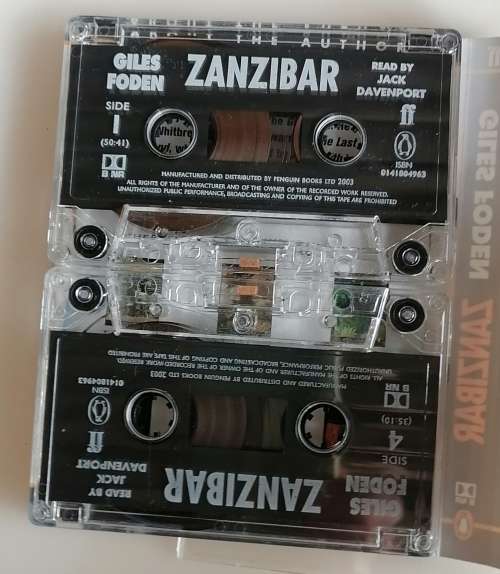 ABOUT THE AUTHOR
GILES
FODEN
ZANZIBAR
READ BY
JACK
DAVENPORT
SIDE
1
(50:41)
B NR
Whitbre
he Last
ff
ISBN
0141804963
MANUFACTURED AND DISTRIBUTED BY PENGUIN BOOKS LTD 2003
ALL RIGHTS OF THE MANUFACTURER AND OF THE OWNER OF THE RECORDED WORK RESERVED.
UNAUTHORIZED PUBLIC PERFORMANCE, BROADCASTING AND COPYING OF THIS TAPE ARE PROHIBITED
GILES
FODEN
ZANZIBAR
READ BY
JACK
DAVENPORT
SIDE
4
(35:10)
B NR
ff
ISBN
0141804963
MANUFACTURED AND DISTRIBUTED BY PENGUIN BOOKS LTD 2003
ALL RIGHTS OF THE MANUFACTURER AND OF THE OWNER OF THE RECORDED WORK RESERVED.
UNAUTHORIZED PUBLIC PERFORMANCE, BROADCASTING AND COPYING OF THIS TAPE ARE PROHIBITED
GILES FODEN ZANZIBAR